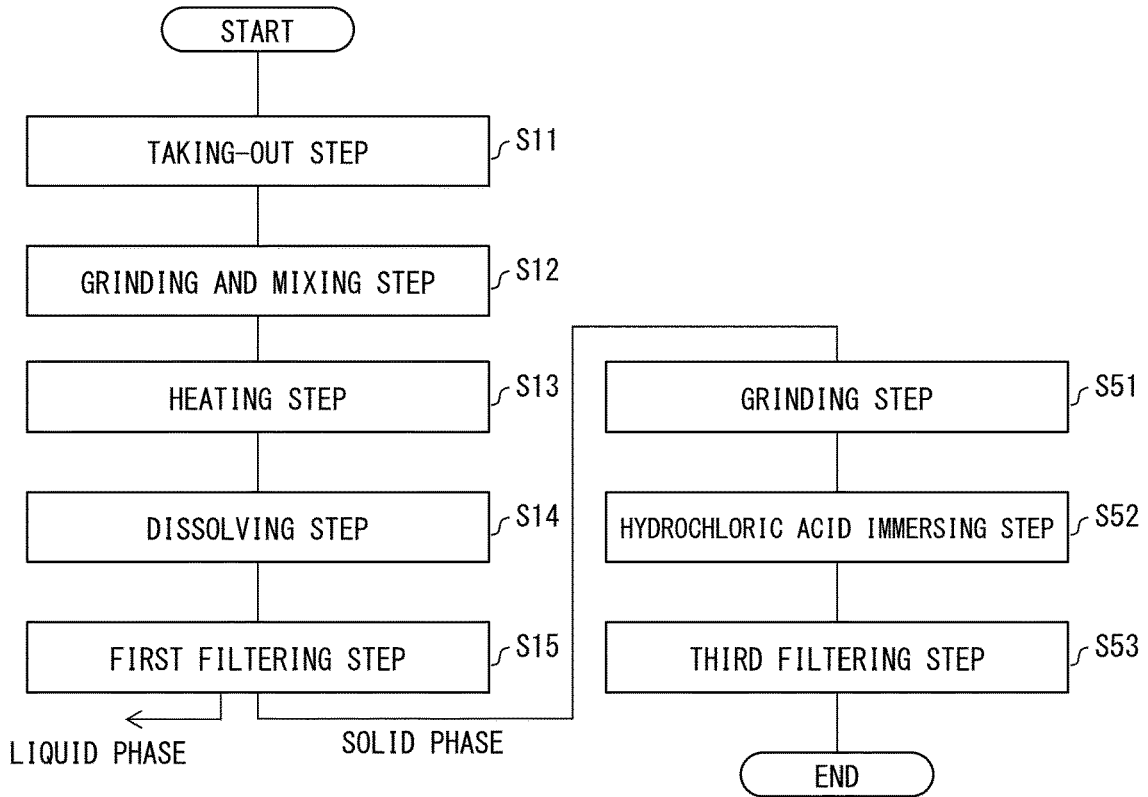 START
TAKING-OUT STEP
S11
GRINDING AND MIXING STEP
S12
HEATING STEP
S13
DISSOLVING STEP
S14
FIRST FILTERING STEP
S15
LIQUID PHASE
SOLID PHASE
GRINDING STEP
S51
HYDROCHLORIC ACID IMMERSING STEP
S52
THIRD FILTERING STEP
S53
END